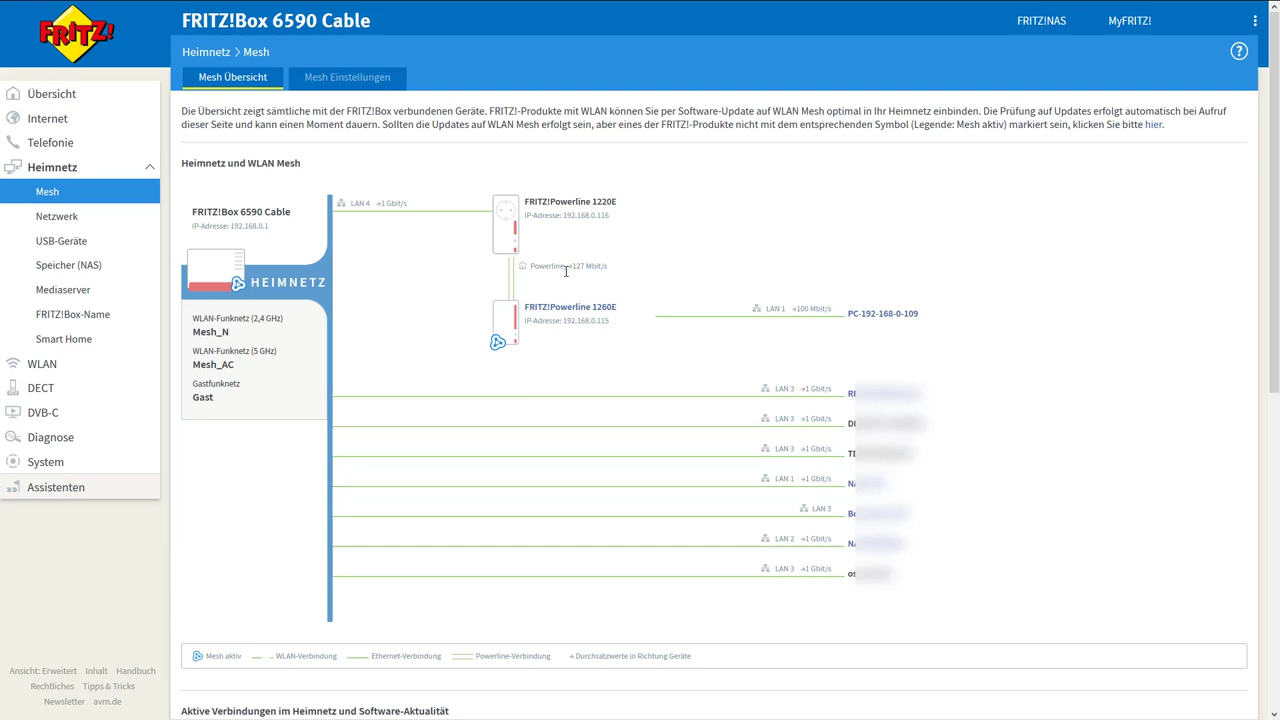 FRITZ!
FRITZ!Box 6590 Cable
FRITZ!NAS
MyFRITZ!
Heimnetz > Mesh
Mesh Übersicht
Mesh Einstellungen
Übersicht
Internet
Telefonie
Heimnetz
Mesh
Netzwerk
USB-Geräte
Speicher (NAS)
Mediaserver
FRITZ!Box-Name
Smart Home
WLAN
DECT
DVB-C
Diagnose
System
Assistenten
Ansicht: Erweitert Inhalt Handbuch
Rechtliches Tipps & Tricks
Newsletter avm.de
Die Übersicht zeigt sämtliche mit der FRITZ!Box verbundenen Geräte. FRITZ!-Produkte mit WLAN können Sie per Software-Update auf WLAN Mesh optimal in Ihr Heimnetz einbinden. Die Prüfung auf Updates erfolgt automatisch bei Aufruf
dieser Seite und kann einen Moment dauern. Sollten die Updates auf WLAN Mesh erfolgt sein, aber eines der FRITZ!-Produkte nicht mit dem entsprechenden Symbol (Legende: Mesh aktiv) markiert sein, klicken Sie bitte hier.
Heimnetz und WLAN Mesh
FRITZ!Box 6590 Cable
IP-Adresse: 192.168.0.1
HEIMNETZ
WLAN-Funknetz (2,4 GHz)
Mesh_N
WLAN-Funknetz (5 GHz)
Mesh_AC
Gastfunknetz
Gast
LAN 4 →1 Gbit/s
FRITZ!Powerline 1220E
IP-Adresse: 192.168.0.116
Powerline →127 Mbit/s
FRITZ!Powerline 1260E
IP-Adresse: 192.168.0.115
LAN 1 →100 Mbit/s PC-192-168-0-109
LAN 3 →1 Gbit/s
LAN 3 →1 Gbit/s
LAN 3 →1 Gbit/s
LAN 1 →1 Gbit/s
LAN 3
LAN 2 →1 Gbit/s
LAN 3 →1 Gbit/s
Mesh aktiv WLAN-Verbindung Ethernet-Verbindung Powerline-Verbindung →Durchsatzwerte in Richtung Geräte
Aktive Verbindungen im Heimnetz und Software-Aktualität